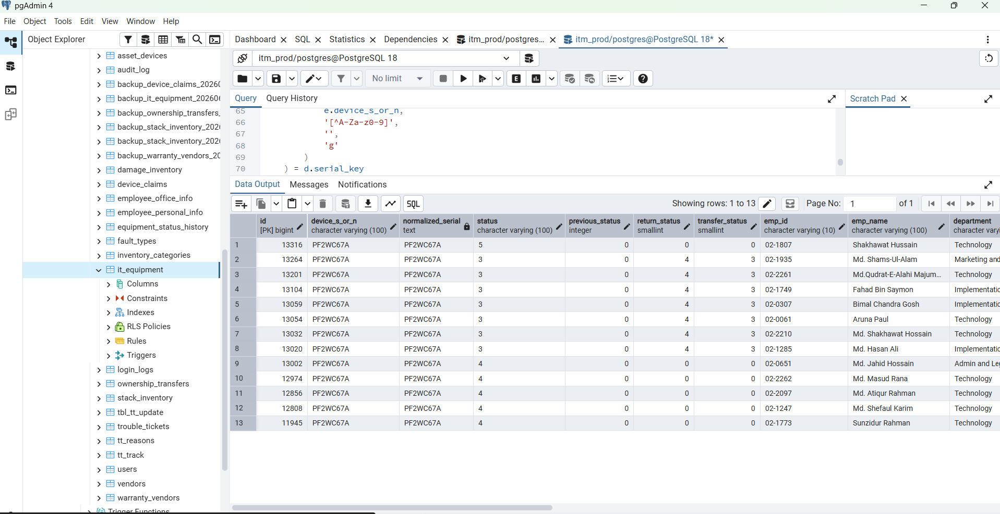 pgAdmin 4
File Object Tools Edit View Window Help
Object Explorer
Dashboard SQL Statistics Dependencies itm_prod/postgres... itm_prod/postgres@PostgreSQL 18*
asset_devices
audit_log
backup_device_claims_2026
backup_it_equipment_20260
backup_ownership_transfers_
backup_stack_inventory_202
backup_stack_inventory_202
backup_warranty_vendors_20
damage_inventory
device_claims
employee_office_info
employee_personal_info
equipment_status_history
fault_types
inventory_categories
it_equipment
Columns
Constraints
Indexes
RLS Policies
Rules
Triggers
login_logs
ownership_transfers
stack_inventory
tbl_tt_update
trouble_tickets
tt_reasons
tt_track
users
vendors
warranty_vendors
Trigger Functions
itm_prod/postgres@PostgreSQL 18
No limit
E
Query Query History
Scratch Pad
65 e.device_s_or_n,
66 '[^A-Za-z0-9]',
67 '',
68 'g'
69 )
70 ) = d.serial_key
Data Output Messages Notifications
SQL Showing rows: 1 to 13 Page No: 1 of 1
id device_s_or_n normalized_serial status previous_status return_status transfer_status emp_id emp_name department
[PK] bigint character varying (100) text character varying (100) integer smallint smallint character varying (10) character varying (100) character vary
1 13316 PF2WC67A PF2WC67A 5 0 0 0 02-1807 Shakhawat Hussain Technology
2 13264 PF2WC67A PF2WC67A 3 0 4 3 02-1935 Md. Shams-Ul-Alam Marketing and
3 13201 PF2WC67A PF2WC67A 3 0 4 3 02-2261 Md.Qudrat-E-Alahi Majum... Technology
4 13104 PF2WC67A PF2WC67A 3 0 4 3 02-1749 Fahad Bin Saymon Implementatic
5 13059 PF2WC67A PF2WC67A 3 0 4 3 02-0307 Bimal Chandra Gosh Implementatic
6 13054 PF2WC67A PF2WC67A 3 0 4 3 02-0061 Aruna Paul Technology
7 13032 PF2WC67A PF2WC67A 3 0 4 3 02-2210 Md. Shakhawat Hossain Technology
8 13020 PF2WC67A PF2WC67A 3 0 4 3 02-1285 Md. Hasan Ali Implementatic
9 13002 PF2WC67A PF2WC67A 4 0 0 0 02-0651 Md. Jahid Hossain Admin and Leg
10 12974 PF2WC67A PF2WC67A 4 0 0 0 02-2262 Md. Masud Rana Technology
11 12856 PF2WC67A PF2WC67A 4 0 0 0 02-2097 Md. Atiqur Rahman Technology
12 12808 PF2WC67A PF2WC67A 4 0 0 0 02-1247 Md. Shefaul Karim Technology
13 11945 PF2WC67A PF2WC67A 4 0 0 0 02-1773 Sunzidur Rahman Technology